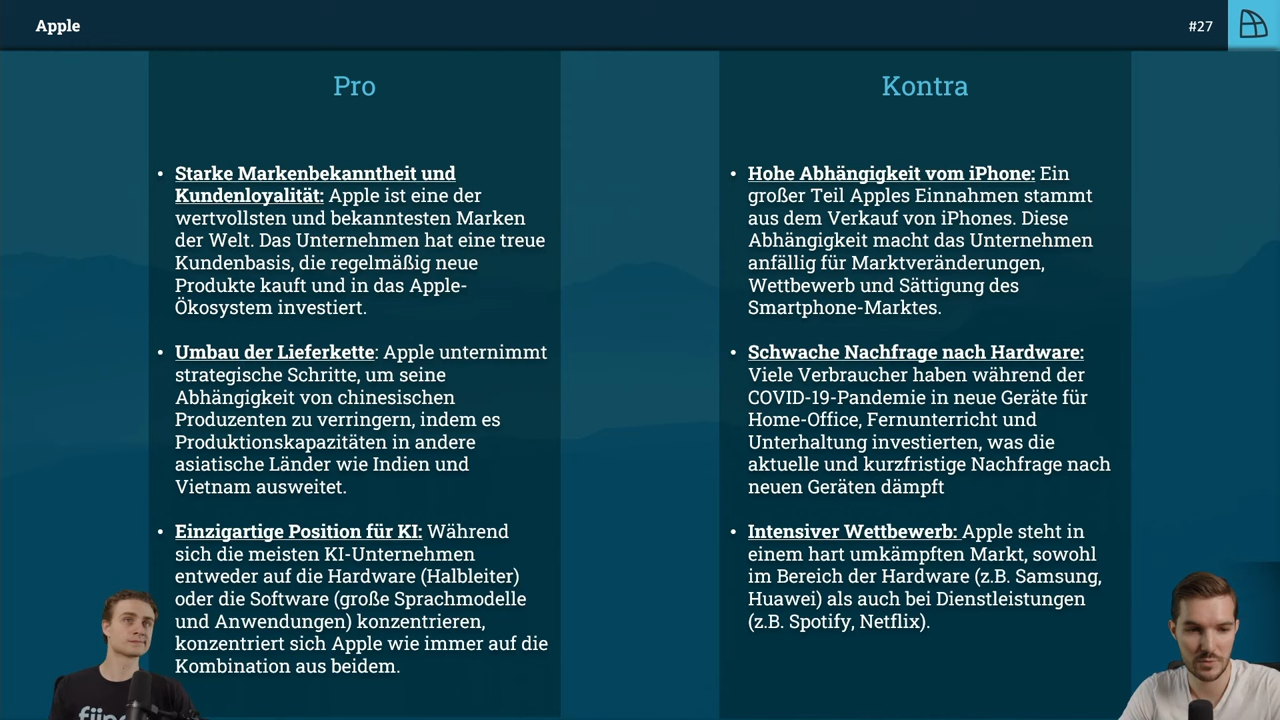 Apple
#27
Pro
Starke Markenbekanntheit und
Kundenloyalität: Apple ist eine der
wertvollsten und bekanntesten Marken
der Welt. Das Unternehmen hat eine treue
Kundenbasis, die regelmäßig neue
Produkte kauft und in das Apple-
Ökosystem investiert.
Umbau der Lieferkette: Apple unternimmt
strategische Schritte, um seine
Abhängigkeit von chinesischen
Produzenten zu verringern, indem es
Produktionskapazitäten in andere
asiatische Länder wie Indien und
Vietnam ausweitet.
Einzigartige Position für KI: Während
sich die meisten KI-Unternehmen
entweder auf die Hardware (Halbleiter)
oder die Software (große Sprachmodelle
und Anwendungen) konzentrieren,
konzentriert sich Apple wie immer auf die
Kombination aus beidem.
Kontra
Hohe Abhängigkeit vom iPhone: Ein
großer Teil Apples Einnahmen stammt
aus dem Verkauf von iPhones. Diese
Abhängigkeit macht das Unternehmen
anfällig für Marktveränderungen,
Wettbewerb und Sättigung des
Smartphone-Marktes.
Schwache Nachfrage nach Hardware:
Viele Verbraucher haben während der
COVID-19-Pandemie in neue Geräte für
Home-Office, Fernunterricht und
Unterhaltung investierten, was die
aktuelle und kurzfristige Nachfrage nach
neuen Geräten dämpft
Intensiver Wettbewerb: Apple steht in
einem hart umkämpften Markt, sowohl
im Bereich der Hardware (z.B. Samsung,
Huawei) als auch bei Dienstleistungen
(z.B. Spotify, Netflix).